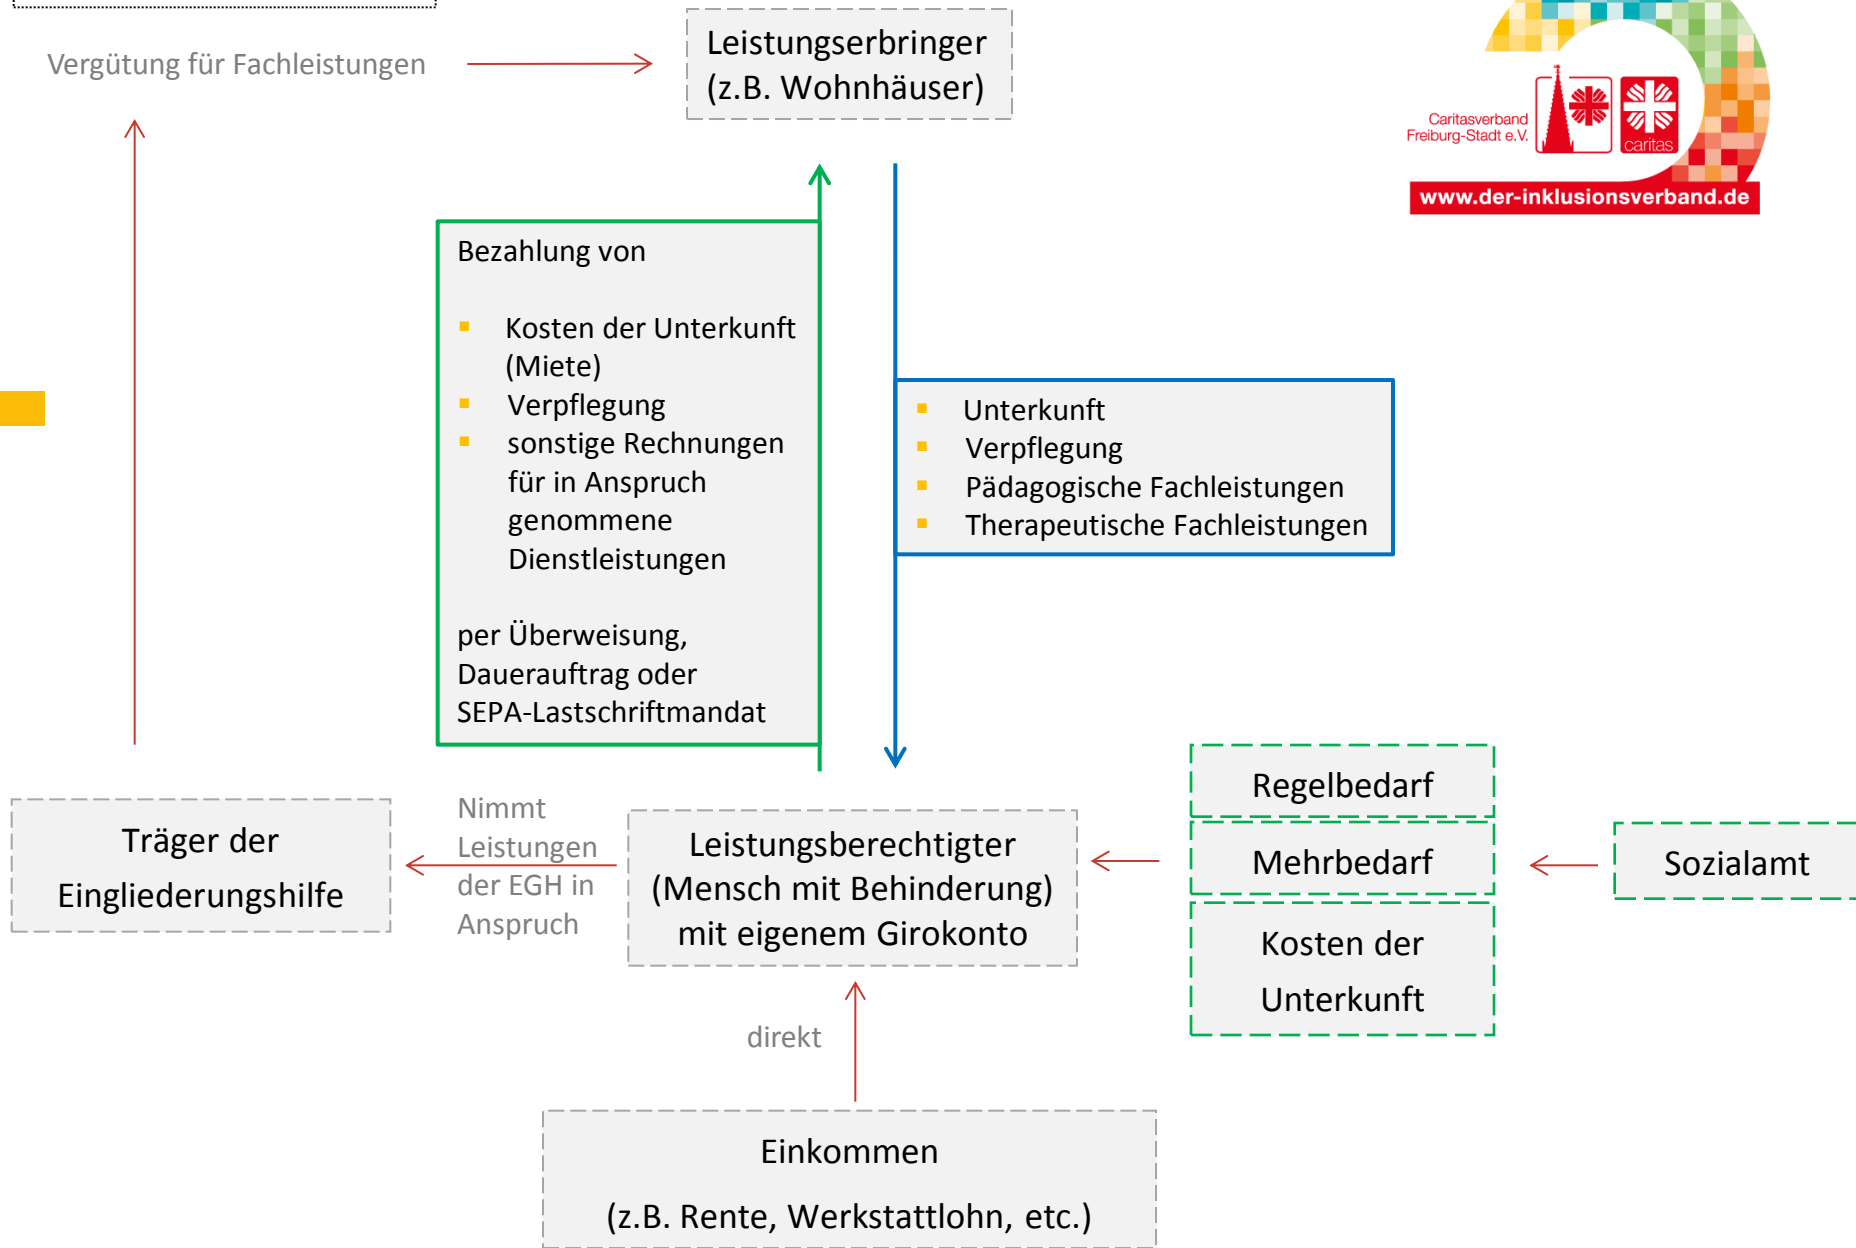 Vergütung für Fachleistungen
Leistungserbringer
(z.B. Wohnhäuser)
Caritasverband
Freiburg-Stadt e.V.
caritas
www.der-inklusionsverband.de
Bezahlung von
Kosten der Unterkunft
(Miete)
Verpflegung
sonstige Rechnungen
für in Anspruch
genommene
Dienstleistungen
per Überweisung,
Dauerauftrag oder
SEPA-Lastschriftmandat
Unterkunft
Verpflegung
Pädagogische Fachleistungen
Therapeutische Fachleistungen
Träger der
Eingliederungshilfe
Nimmt
Leistungen
der EGH in
Anspruch
Leistungsberechtigter
(Mensch mit Behinderung)
mit eigenem Girokonto
Regelbedarf
Mehrbedarf
Kosten der
Unterkunft
Sozialamt
direkt
Einkommen
(z.B. Rente, Werkstattlohn, etc.)